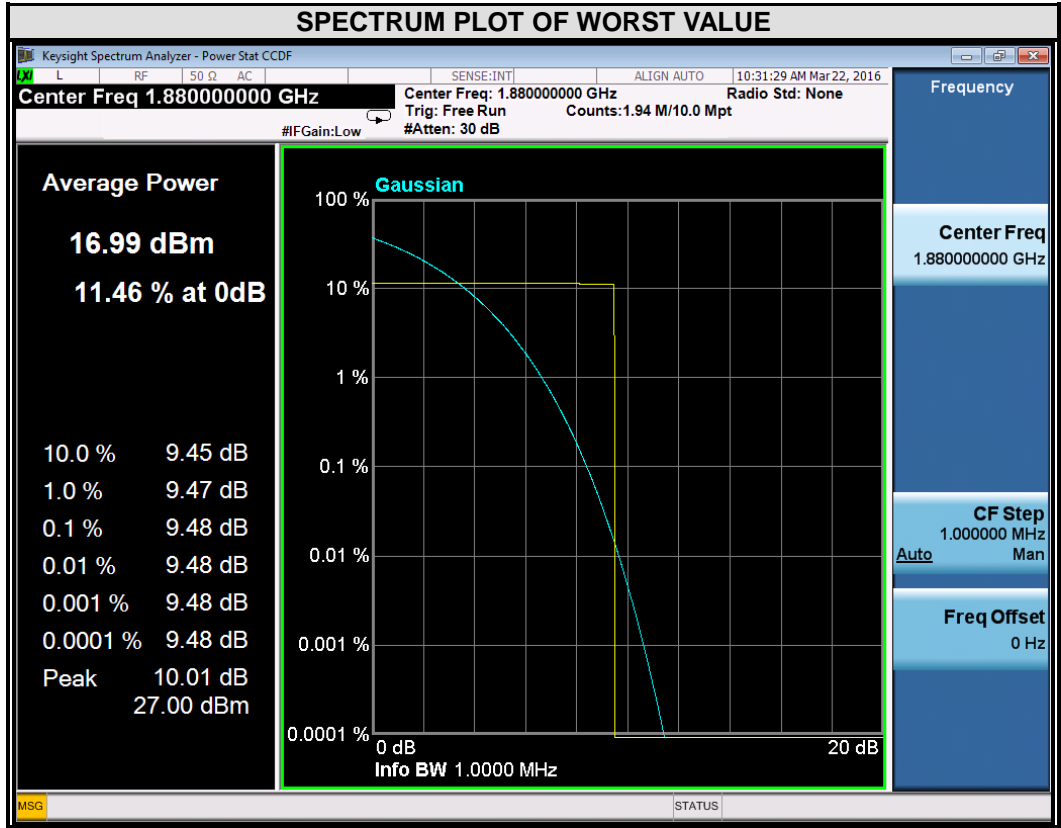 SPECTRUM PLOT OF WORST VALUE
Keysight Spectrum Analyzer - Power Stat CCDF
LXI L RF 50 Ω AC SENSE:INT ALIGN AUTO 10:31:29 AM Mar 22, 2016
Center Freq 1.880000000 GHz
#IFGain:Low
Center Freq: 1.880000000 GHz
Trig: Free Run Counts:1.94 M/10.0 Mpt
#Atten: 30 dB
Radio Std: None
Average Power
16.99 dBm
11.46 % at 0dB
10.0 % 9.45 dB
1.0 % 9.47 dB
0.1 % 9.48 dB
0.01 % 9.48 dB
0.001 % 9.48 dB
0.0001 % 9.48 dB
Peak 10.01 dB
27.00 dBm
Gaussian
100 %
10 %
1 %
0.1 %
0.01 %
0.001 %
0.0001 %
0 dB 20 dB
Info BW 1.0000 MHz
Frequency
Center Freq
1.880000000 GHz
CF Step
1.000000 MHz
Auto Man
Freq Offset
0 Hz
MSG STATUS